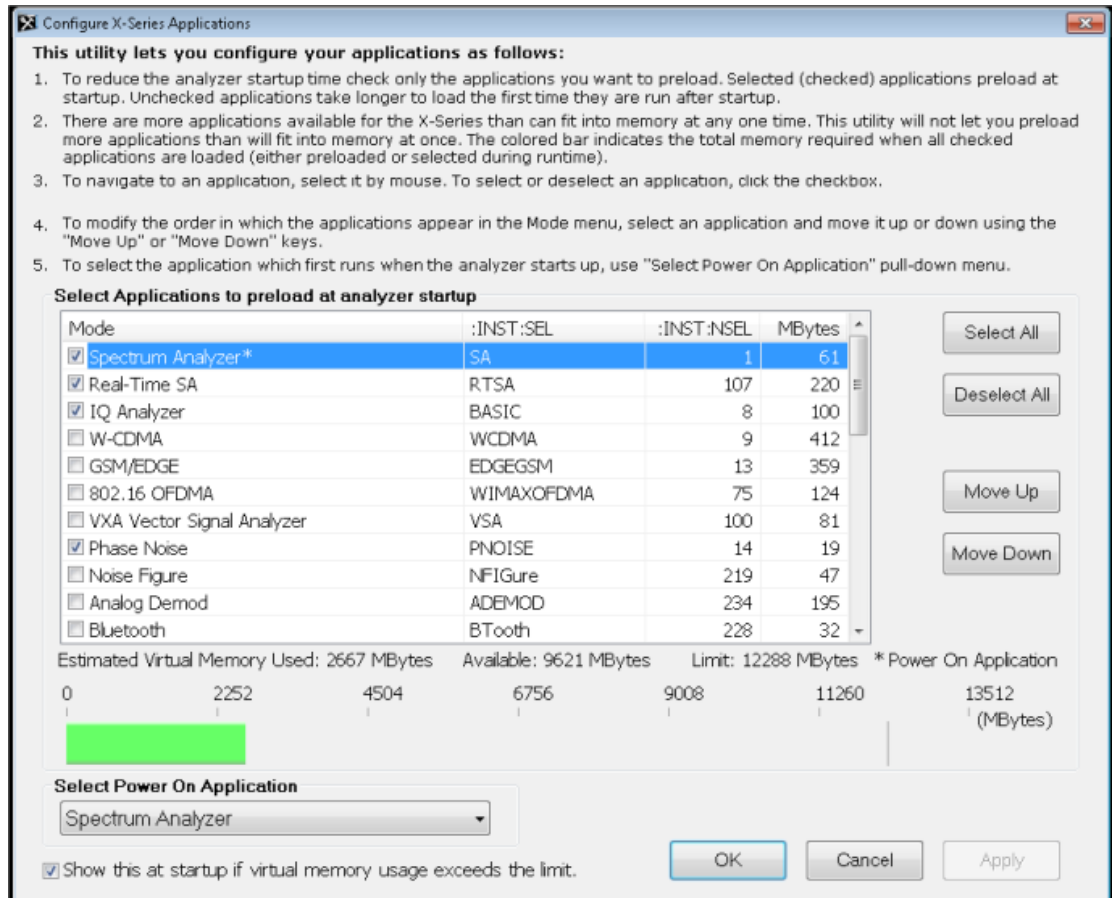 Configure X-Series Applications
This utility lets you configure your applications as follows:
1. To reduce the analyzer startup time check only the applications you want to preload. Selected (checked) applications preload at
startup. Unchecked applications take longer to load the first time they are run after startup.
2. There are more applications available for the X-Series than can fit into memory at any one time. This utility will not let you preload
more applications than will fit into memory at once. The colored bar indicates the total memory required when all checked
applications are loaded (either preloaded or selected during runtime).
3. To navigate to an application, select it by mouse. To select or deselect an application, click the checkbox.
4. To modify the order in which the applications appear in the Mode menu, select an application and move it up or down using the
"Move Up" or "Move Down" keys.
5. To select the application which first runs when the analyzer starts up, use "Select Power On Application" pull-down menu.
Select Applications to preload at analyzer startup
Mode :INST:SEL :INST:NSEL MBytes
Spectrum Analyzer* SA 1 61
Real-Time SA RTSA 107 220
IQ Analyzer BASIC 8 100
W-CDMA WCDMA 9 412
GSM/EDGE EDGEGSM 13 359
802.16 OFDMA WIMAXOFDMA 75 124
VXA Vector Signal Analyzer VSA 100 81
Phase Noise PNOISE 14 19
Noise Figure NFIGure 219 47
Analog Demod ADEMOD 234 195
Bluetooth BTooth 228 32
Select All
Deselect All
Move Up
Move Down
Estimated Virtual Memory Used: 2667 MBytes Available: 9621 MBytes Limit: 12288 MBytes * Power On Application
0 2252 4504 6756 9008 11260 13512
(MBytes)
Select Power On Application
Spectrum Analyzer
Show this at startup if virtual memory usage exceeds the limit.
OK Cancel Apply